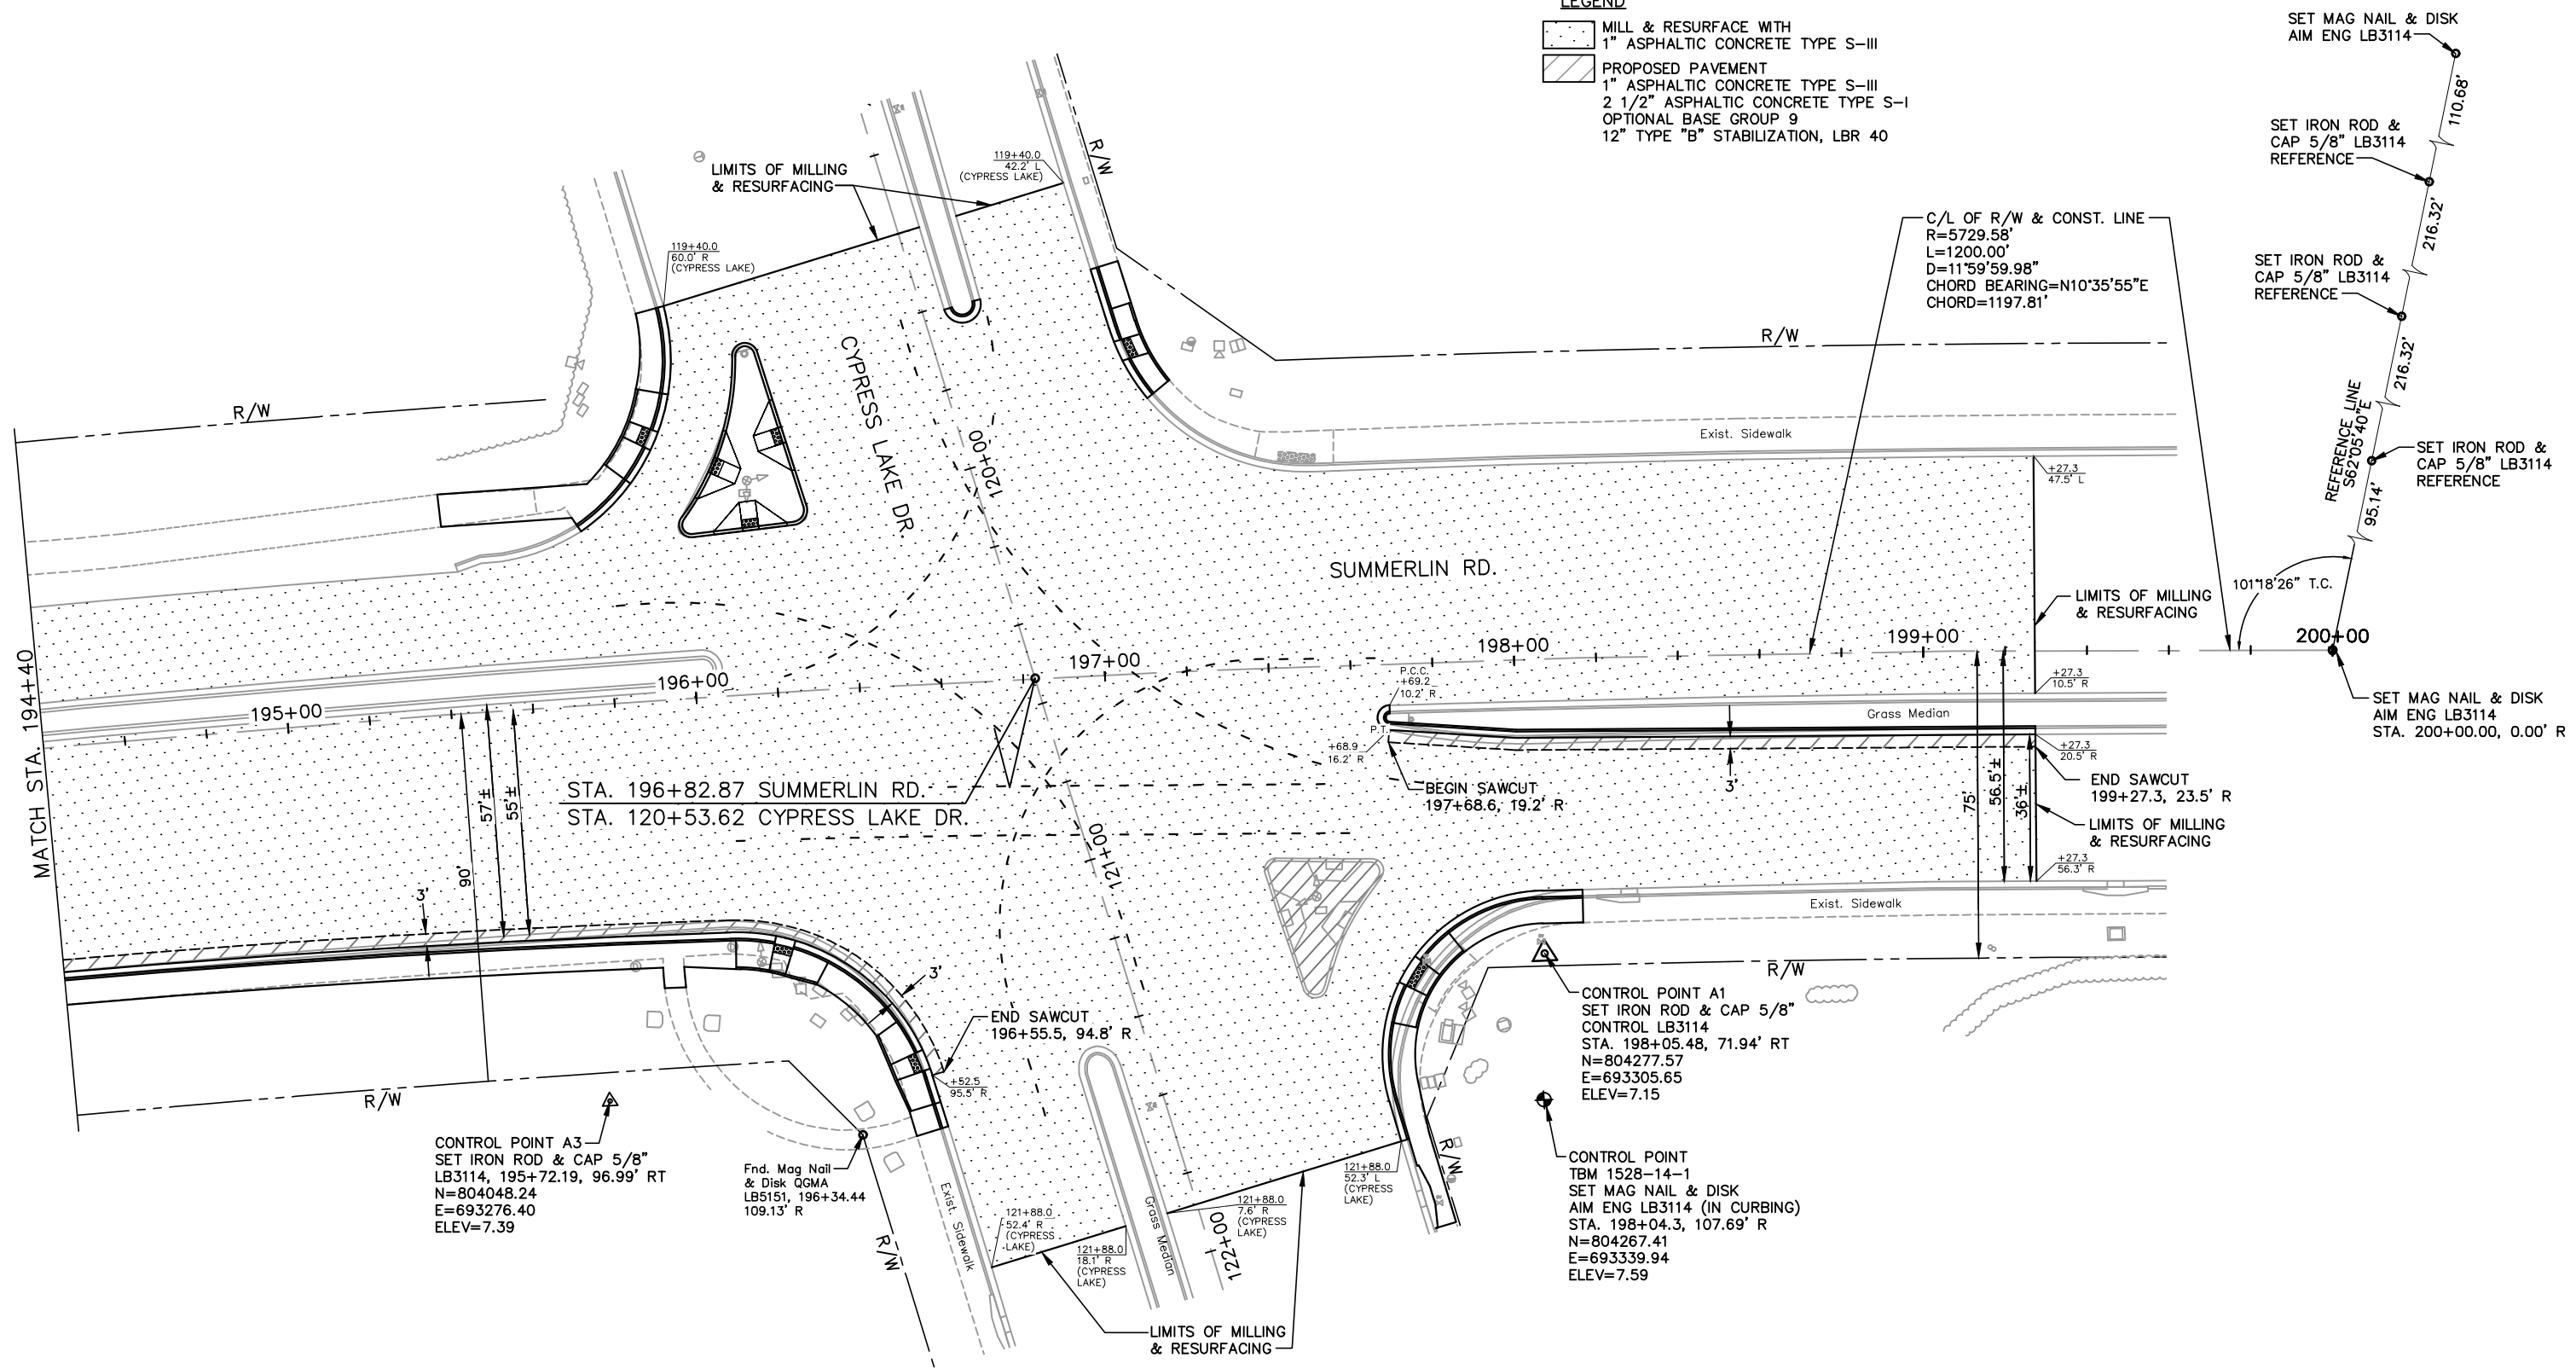 LEGEND
MILL & RESURFACE WITH
1" ASPHALTIC CONCRETE TYPE S-III
PROPOSED PAVEMENT
1" ASPHALTIC CONCRETE TYPE S-III
2 1/2" ASPHALTIC CONCRETE TYPE S-I
OPTIONAL BASE GROUP 9
12" TYPE "B" STABILIZATION, LBR 40
SET MAG NAIL & DISK
AIM ENG LB3114
110.68'
SET IRON ROD &
CAP 5/8" LB3114
REFERENCE
216.32'
SET IRON ROD &
CAP 5/8" LB3114
REFERENCE
216.32'
REFERENCE LINE
S62°05'40"E
SET IRON ROD &
CAP 5/8" LB3114
REFERENCE
95.14'
101°18'26" T.C.
200+00
SET MAG NAIL & DISK
AIM ENG LB3114
STA. 200+00.00, 0.00' R
C/L OF R/W & CONST. LINE
R=5729.58'
L=1200.00'
D=11°59'59.98"
CHORD BEARING=N10°35'55"E
CHORD=1197.81'
LIMITS OF MILLING
& RESURFACING
119+40.0
42.2' L
(CYPRESS LAKE)
R/W
119+40.0
60.0' R
(CYPRESS LAKE)
R/W
R/W
CYPRESS LAKE DR.
120+00
Exist. Sidewalk
+27.3
47.5' L
SUMMERLIN RD.
LIMITS OF MILLING
& RESURFACING
MATCH STA. 194+40
195+00
196+00
197+00
198+00
199+00
P.C.C.
+69.2
10.2' R
+27.3
10.5' R
Grass Median
P.T.
+68.9
16.2' R
+27.3
20.5' R
BEGIN SAWCUT
197+68.6, 19.2' R
3'
END SAWCUT
199+27.3, 23.5' R
75'
56.5'±
36'±
LIMITS OF MILLING
& RESURFACING
+27.3
56.3' R
STA. 196+82.87 SUMMERLIN RD.
STA. 120+53.62 CYPRESS LAKE DR.
90'
57'±
55'±
3'
121+00
Exist. Sidewalk
3'
R/W
END SAWCUT
196+55.5, 94.8' R
+52.5
95.5' R
CONTROL POINT A1
SET IRON ROD & CAP 5/8"
CONTROL LB3114
STA. 198+05.48, 71.94' RT
N=804277.57
E=693305.65
ELEV=7.15
R/W
CONTROL POINT A3
SET IRON ROD & CAP 5/8"
LB3114, 195+72.19, 96.99' RT
N=804048.24
E=693276.40
ELEV=7.39
Fnd. Mag Nail
& Disk QGMA
LB5151, 196+34.44
109.13' R
R/W
Exist. Sidewalk
121+88.0
52.4' R
(CYPRESS
LAKE)
121+88.0
18.1' R
(CYPRESS
LAKE)
Grass Median
121+88.0
7.6' R
(CYPRESS
LAKE)
122+00
121+88.0
52.3' L
(CYPRESS
LAKE)
R/W
CONTROL POINT
TBM 1528-14-1
SET MAG NAIL & DISK
AIM ENG LB3114 (IN CURBING)
STA. 198+04.3, 107.69' R
N=804267.41
E=693339.94
ELEV=7.59
LIMITS OF MILLING
& RESURFACING